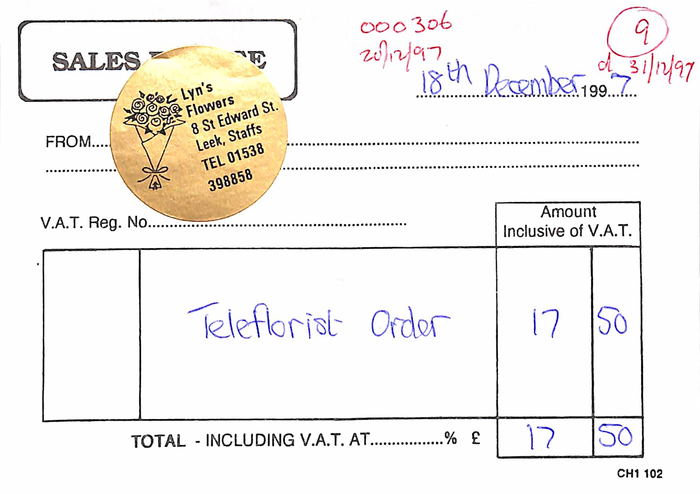 000306
20/12/97
9
d 31/12/97
SALES
18th December 1997
Lyn's
Flowers
8 St Edward St.
Leek, Staffs
TEL 01538
398858
FROM
V.A.T. Reg. No
Amount
Inclusive of V.A.T.
Teleflorist Order 17 50
TOTAL - INCLUDING V.A.T. AT % £ 17 50
CH1 102